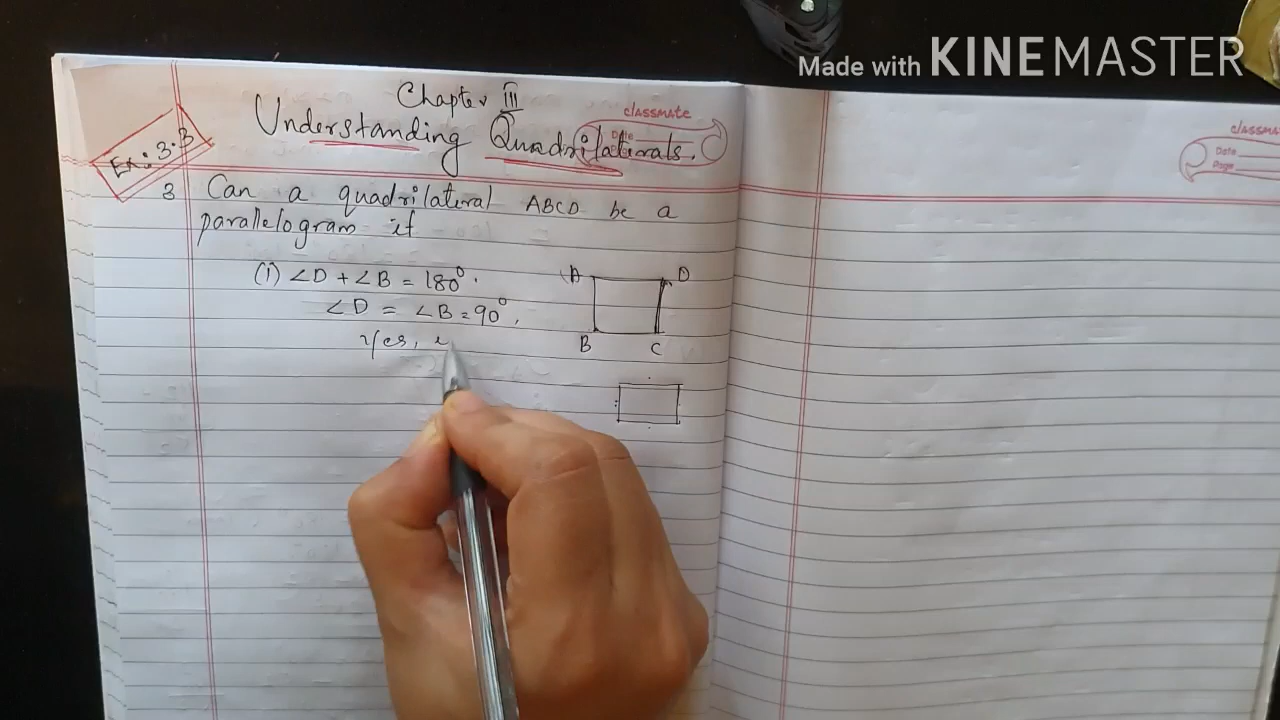 Made with KINEMASTER
Chapter III
Understanding Quadrilaterals.
Ex: 3.3
classmate
Date
classmate
Date
Page
3 Can a quadrilateral ABCD be a
parallelogram if
(i) ∠D + ∠B = 180°.
∠D = ∠B = 90°,
Yes, i
A D
B C